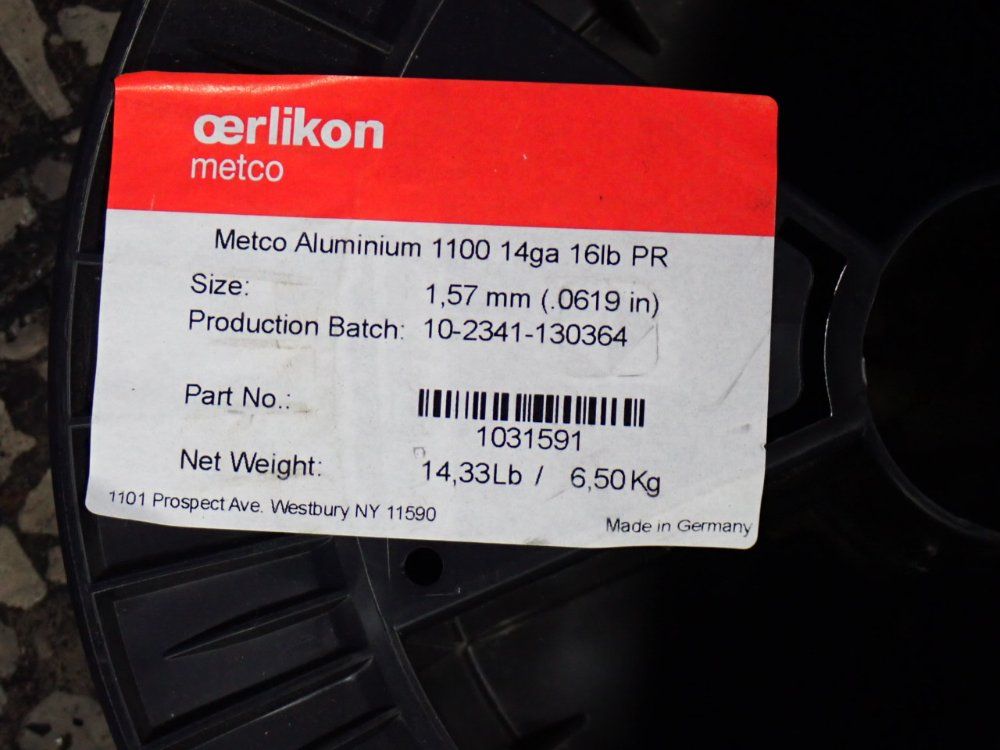 œrlikon
metco
Metco Aluminium 1100 14ga 16lb PR
Size: 1,57 mm (.0619 in)
Production Batch: 10-2341-130364
Part No.:
1031591
Net Weight: 14,33Lb / 6,50Kg
1101 Prospect Ave. Westbury NY 11590
Made in Germany